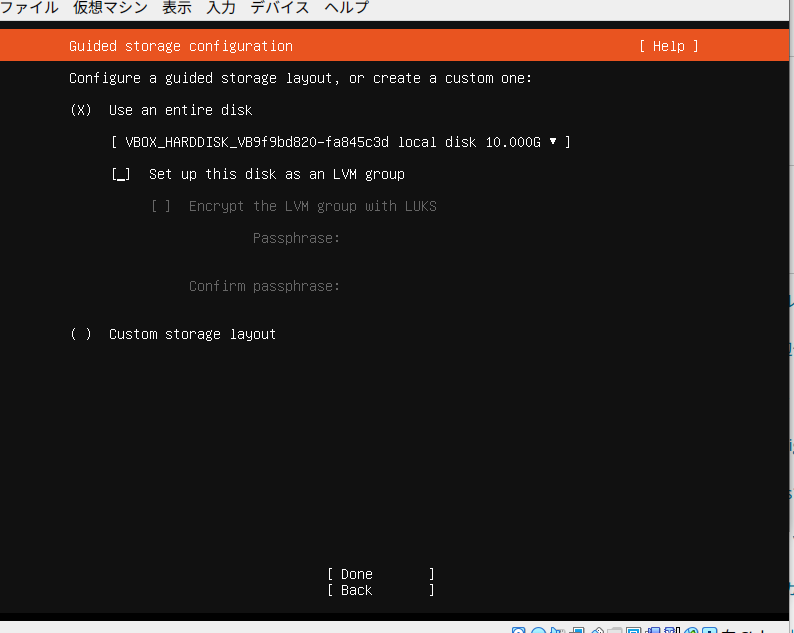 ファイル 仮想マシン 表示 入力 デバイス ヘルプ
Guided storage configuration [ Help ]
Configure a guided storage layout, or create a custom one:
(X) Use an entire disk
[ VBOX_HARDDISK_VB9f9bd820-fa845c3d local disk 10.000G ▾ ]
[_] Set up this disk as an LVM group
[ ] Encrypt the LVM group with LUKS
Passphrase:
Confirm passphrase:
( ) Custom storage layout
[ Done ]
[ Back ]